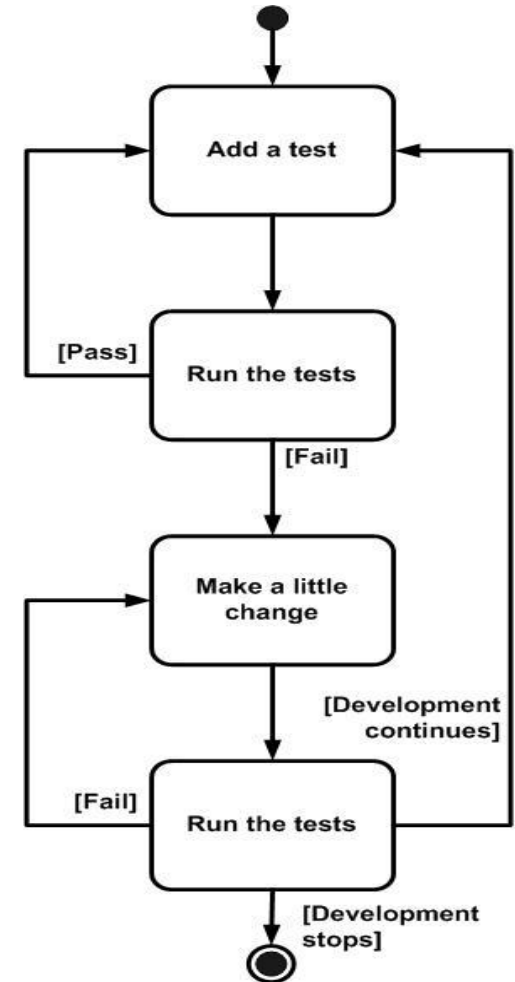 Add a test
[Pass]
Run the tests
[Fail]
Make a little
change
[Development
continues]
[Fail]
Run the tests
[Development
stops]